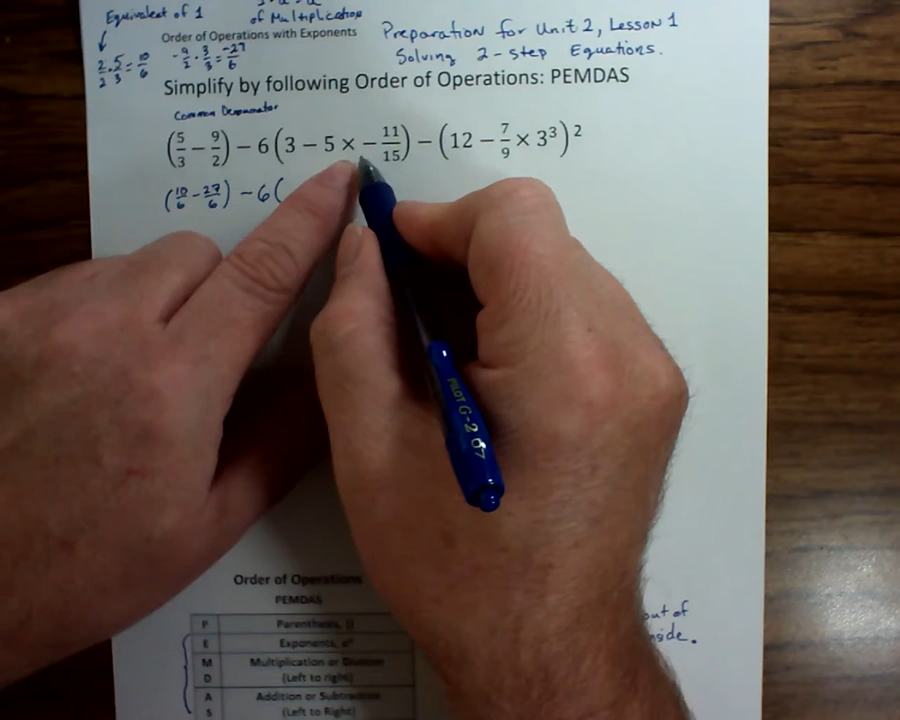 Equivalent of 1
of Multiplication
Order of Operations with Exponents
Preparation for Unit 2, Lesson 1
Solving 2-step Equations.
2/2 · 5/3 = 10/6
-9/2 · 3/3 = -27/6
Simplify by following Order of Operations: PEMDAS
Common Denominator
(5/3 − 9/2) − 6(3 − 5 × −11/15) − (12 − 7/9 × 3³)²
(10/6 - 27/6) - 6(
PILOT G-2 07
Order of Operations
PEMDAS
P Parenthesis, ()
E Exponents,
M Multiplication or Division
D (Left to right)
A Addition or Subtraction
S (Left to Right)
out of
side.